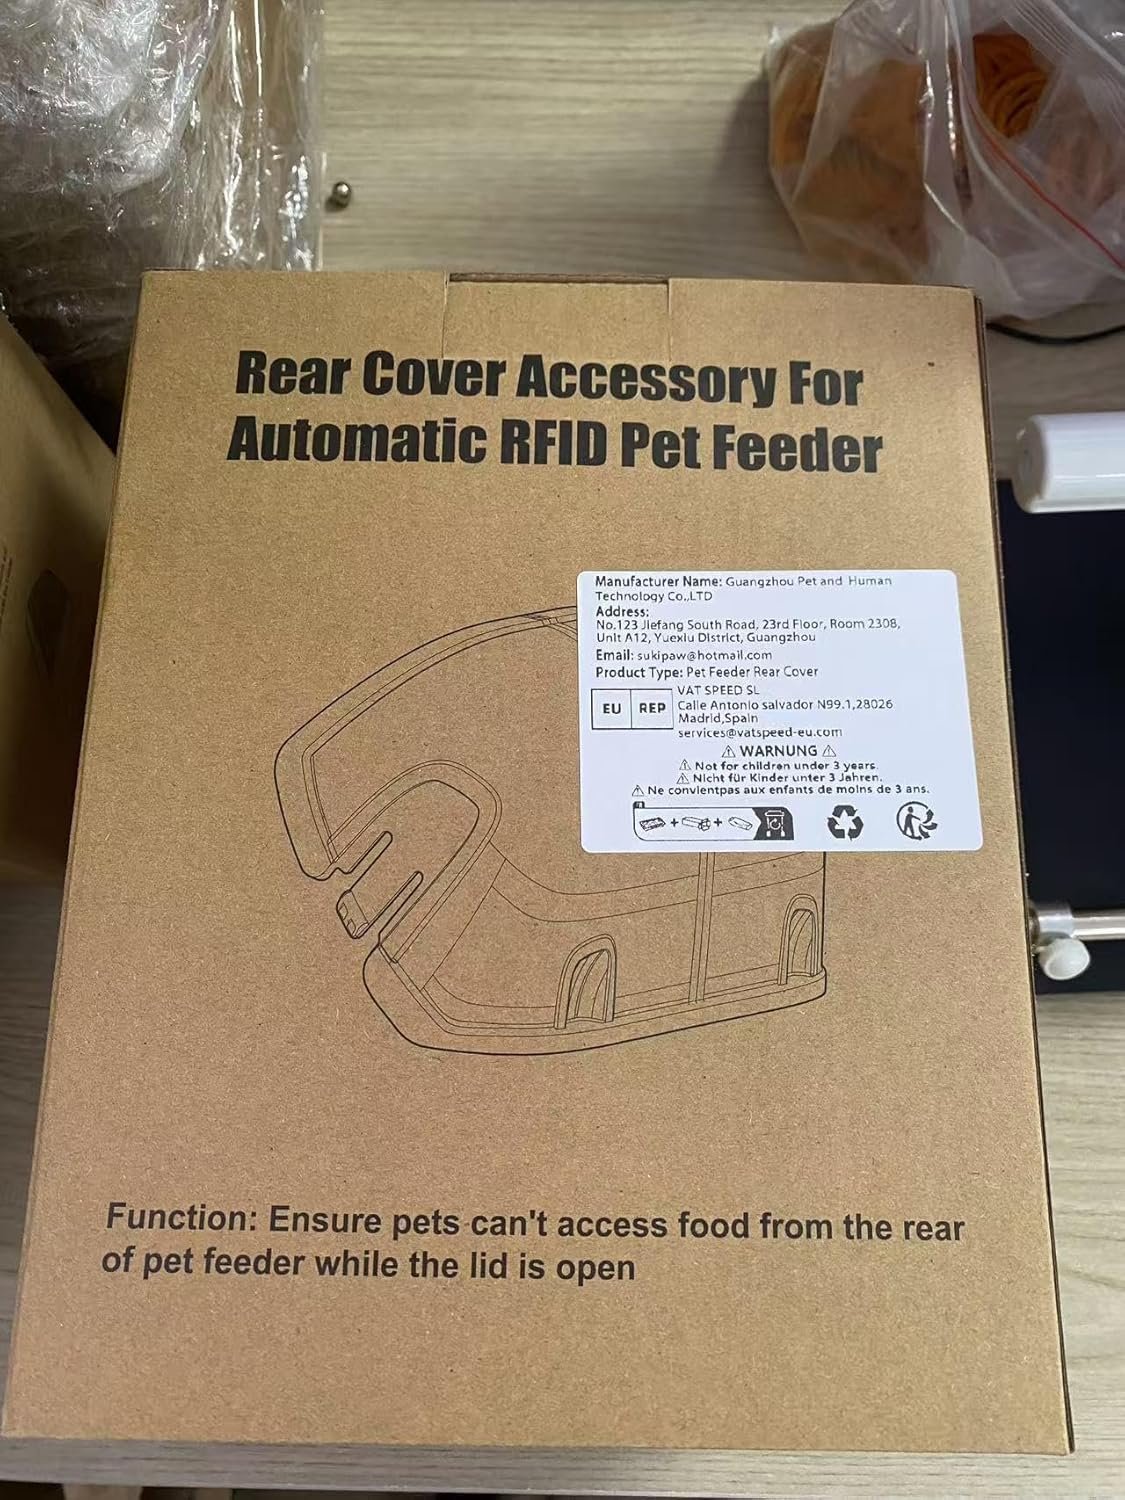 Rear Cover Accessory For
Automatic RFID Pet Feeder
Manufacturer Name: Guangzhou Pet and Human
Technology Co.,LTD
Address:
No.123 Jiefang South Road, 23rd Floor, Room 2308,
Unit A12, Yuexiu District, Guangzhou
Email: sukipaw@hotmail.com
Product Type: Pet Feeder Rear Cover
EU REP
VAT SPEED SL
Calle Antonio salvador N99.1,28026
Madrid,Spain
services@vatspeed-eu.com
⚠ WARNUNG ⚠
⚠ Not for children under 3 years.
⚠ Nicht für Kinder unter 3 Jahren.
⚠ Ne convientpas aux enfants de moins de 3 ans.
Function: Ensure pets can't access food from the rear
of pet feeder while the lid is open